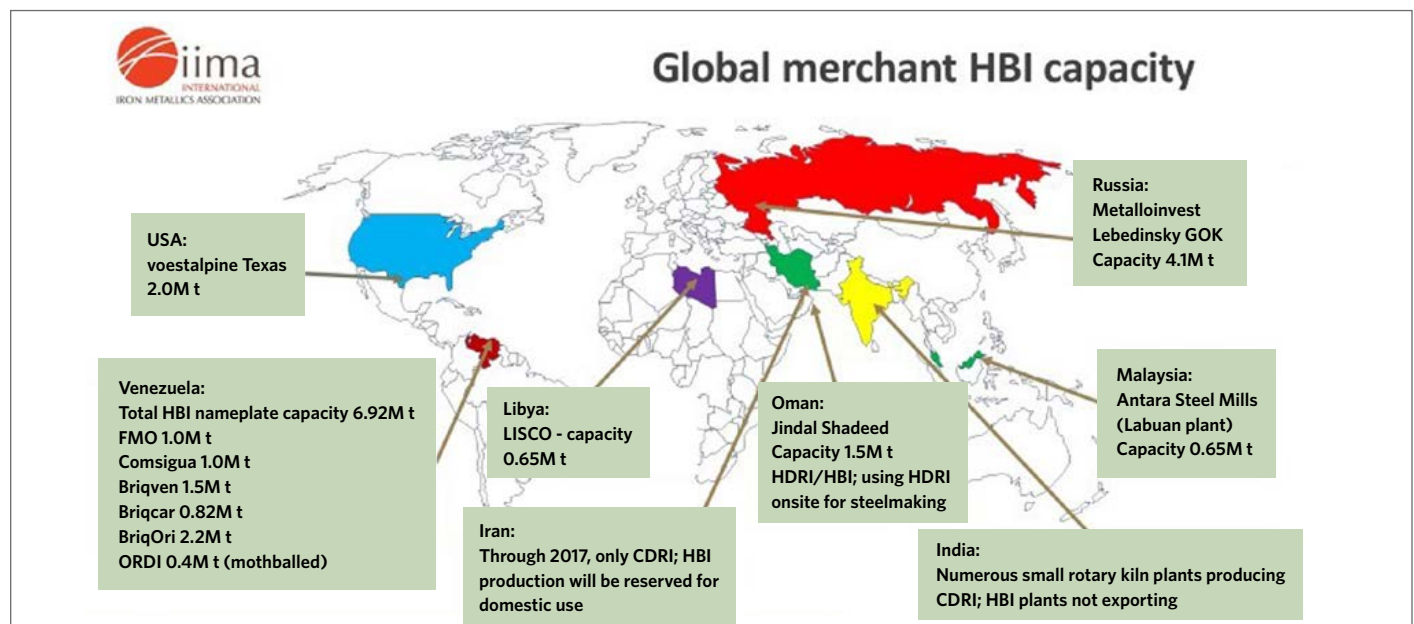 iima
INTERNATIONAL
IRON METALLICS ASSOCIATION
Global merchant HBI capacity
USA:
voestalpine Texas
2.0M t
Russia:
Metalloinvest
Lebedinsky GOK
Capacity 4.1M t
Venezuela:
Total HBI nameplate capacity 6.92M t
FMO 1.0M t
Comsigua 1.0M t
Briqven 1.5M t
Briqcar 0.82M t
BriqOri 2.2M t
ORDI 0.4M t (mothballed)
Libya:
LISCO - capacity
0.65M t
Oman:
Jindal Shadeed
Capacity 1.5M t
HDRI/HBI; using HDRI
onsite for steelmaking
Malaysia:
Antara Steel Mills
(Labuan plant)
Capacity 0.65M t
Iran:
Through 2017, only CDRI; HBI
production will be reserved for
domestic use
India:
Numerous small rotary kiln plants producing
CDRI; HBI plants not exporting